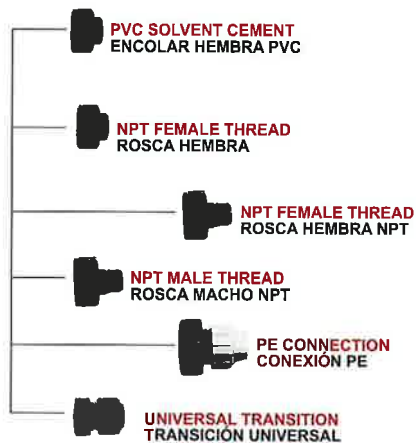 PVC SOLVENT CEMENT
ENCOLAR HEMBRA PVC
NPT FEMALE THREAD
ROSCA HEMBRA
NPT FEMALE THREAD
ROSCA HEMBRA NPT
NPT MALE THREAD
ROSCA MACHO NPT
PE CONNECTION
CONEXIÓN PE
UNIVERSAL TRANSITION
TRANSICIÓN UNIVERSAL